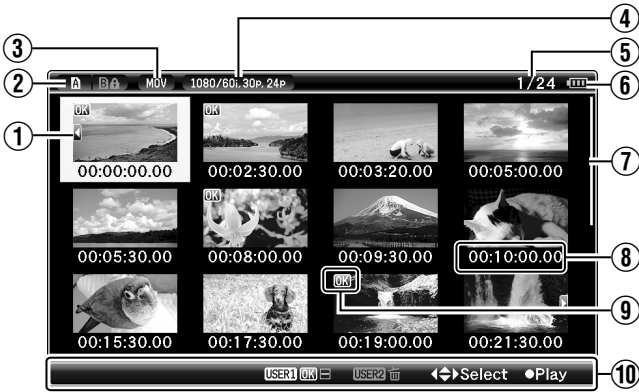 ④
③ ⑤
② A B MOV 1080/60i.30p.24p 1/24 ⑥
OK OK
① ⑦
00:00:00.00 00:02:30.00 00:03:20.00 00:05:00.00
OK
00:05:30.00 00:08:00.00 00:09:30.00 00:10:00.00 ⑧
OK ⑨
00:15:30.00 00:17:30.00 00:19:00.00 00:21:30.00
USER1 OK USER2 Select ●Play ⑩